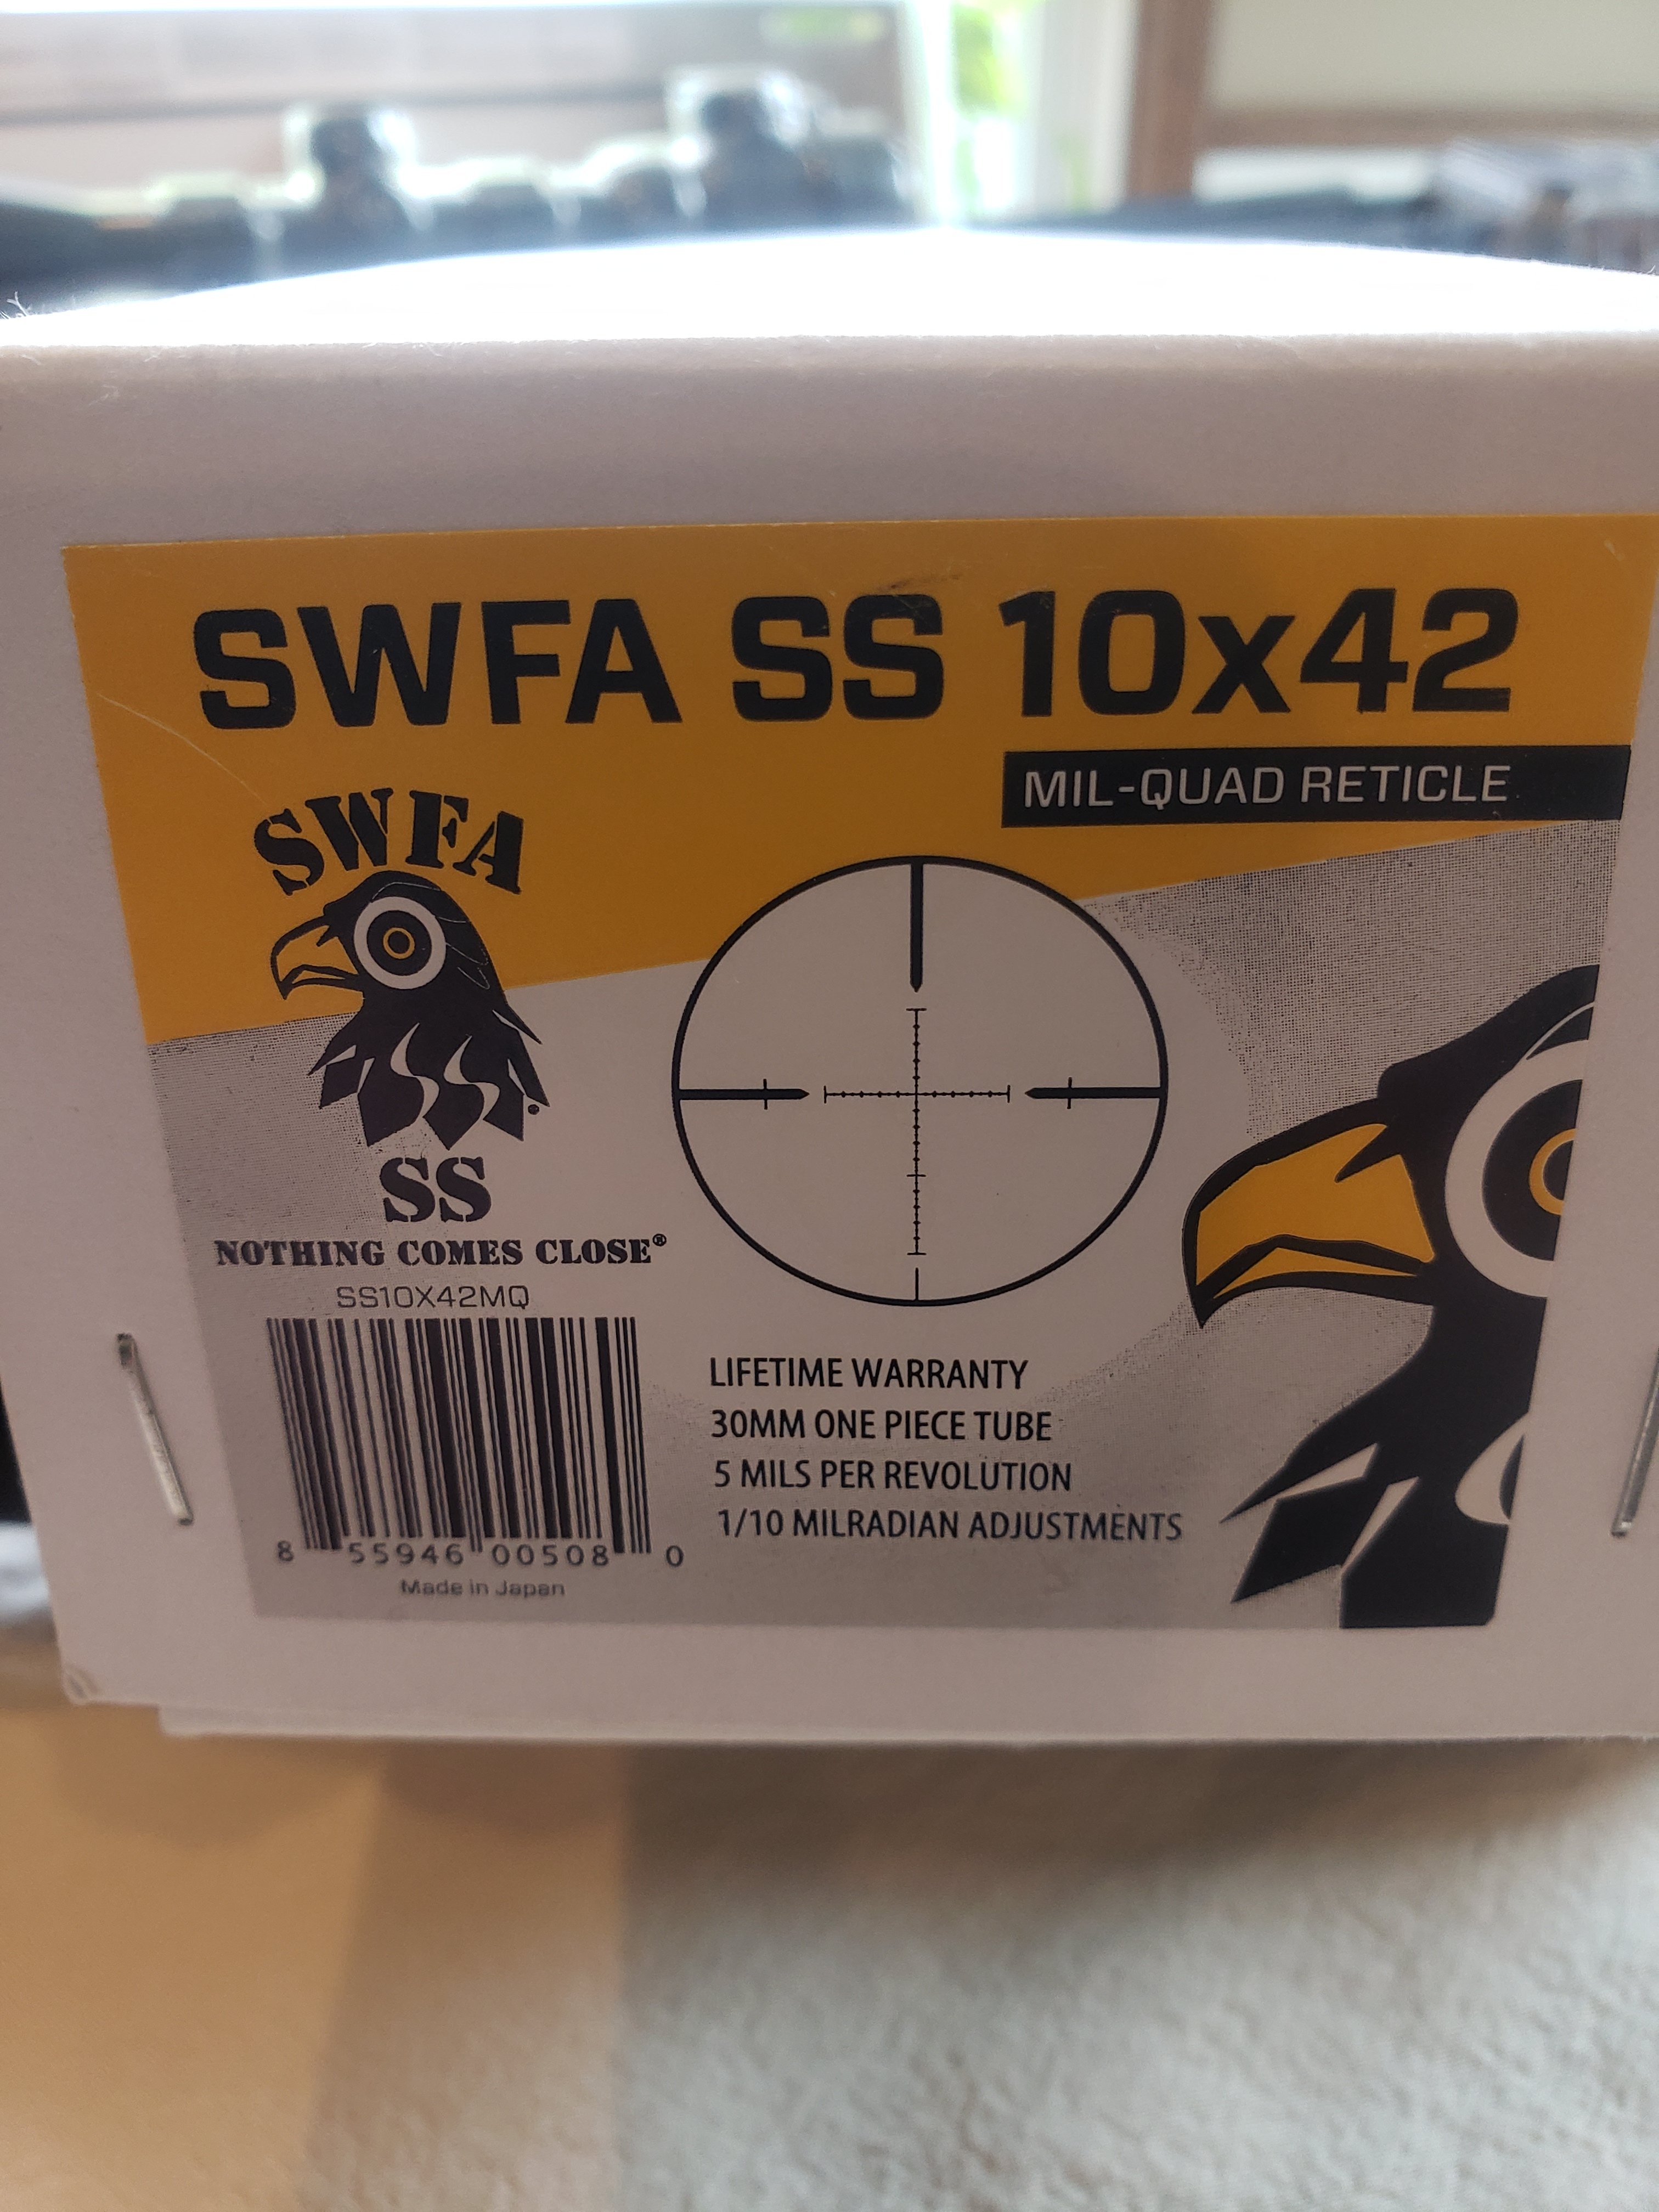 SWFA SS 10x42
MIL-QUAD RETICLE
SWFA
SS
SS
NOTHING COMES CLOSE®
SS10X42MQ
8 55946 00508 0
Made in Japan
LIFETIME WARRANTY
30MM ONE PIECE TUBE
5 MILS PER REVOLUTION
1/10 MILRADIAN ADJUSTMENTS